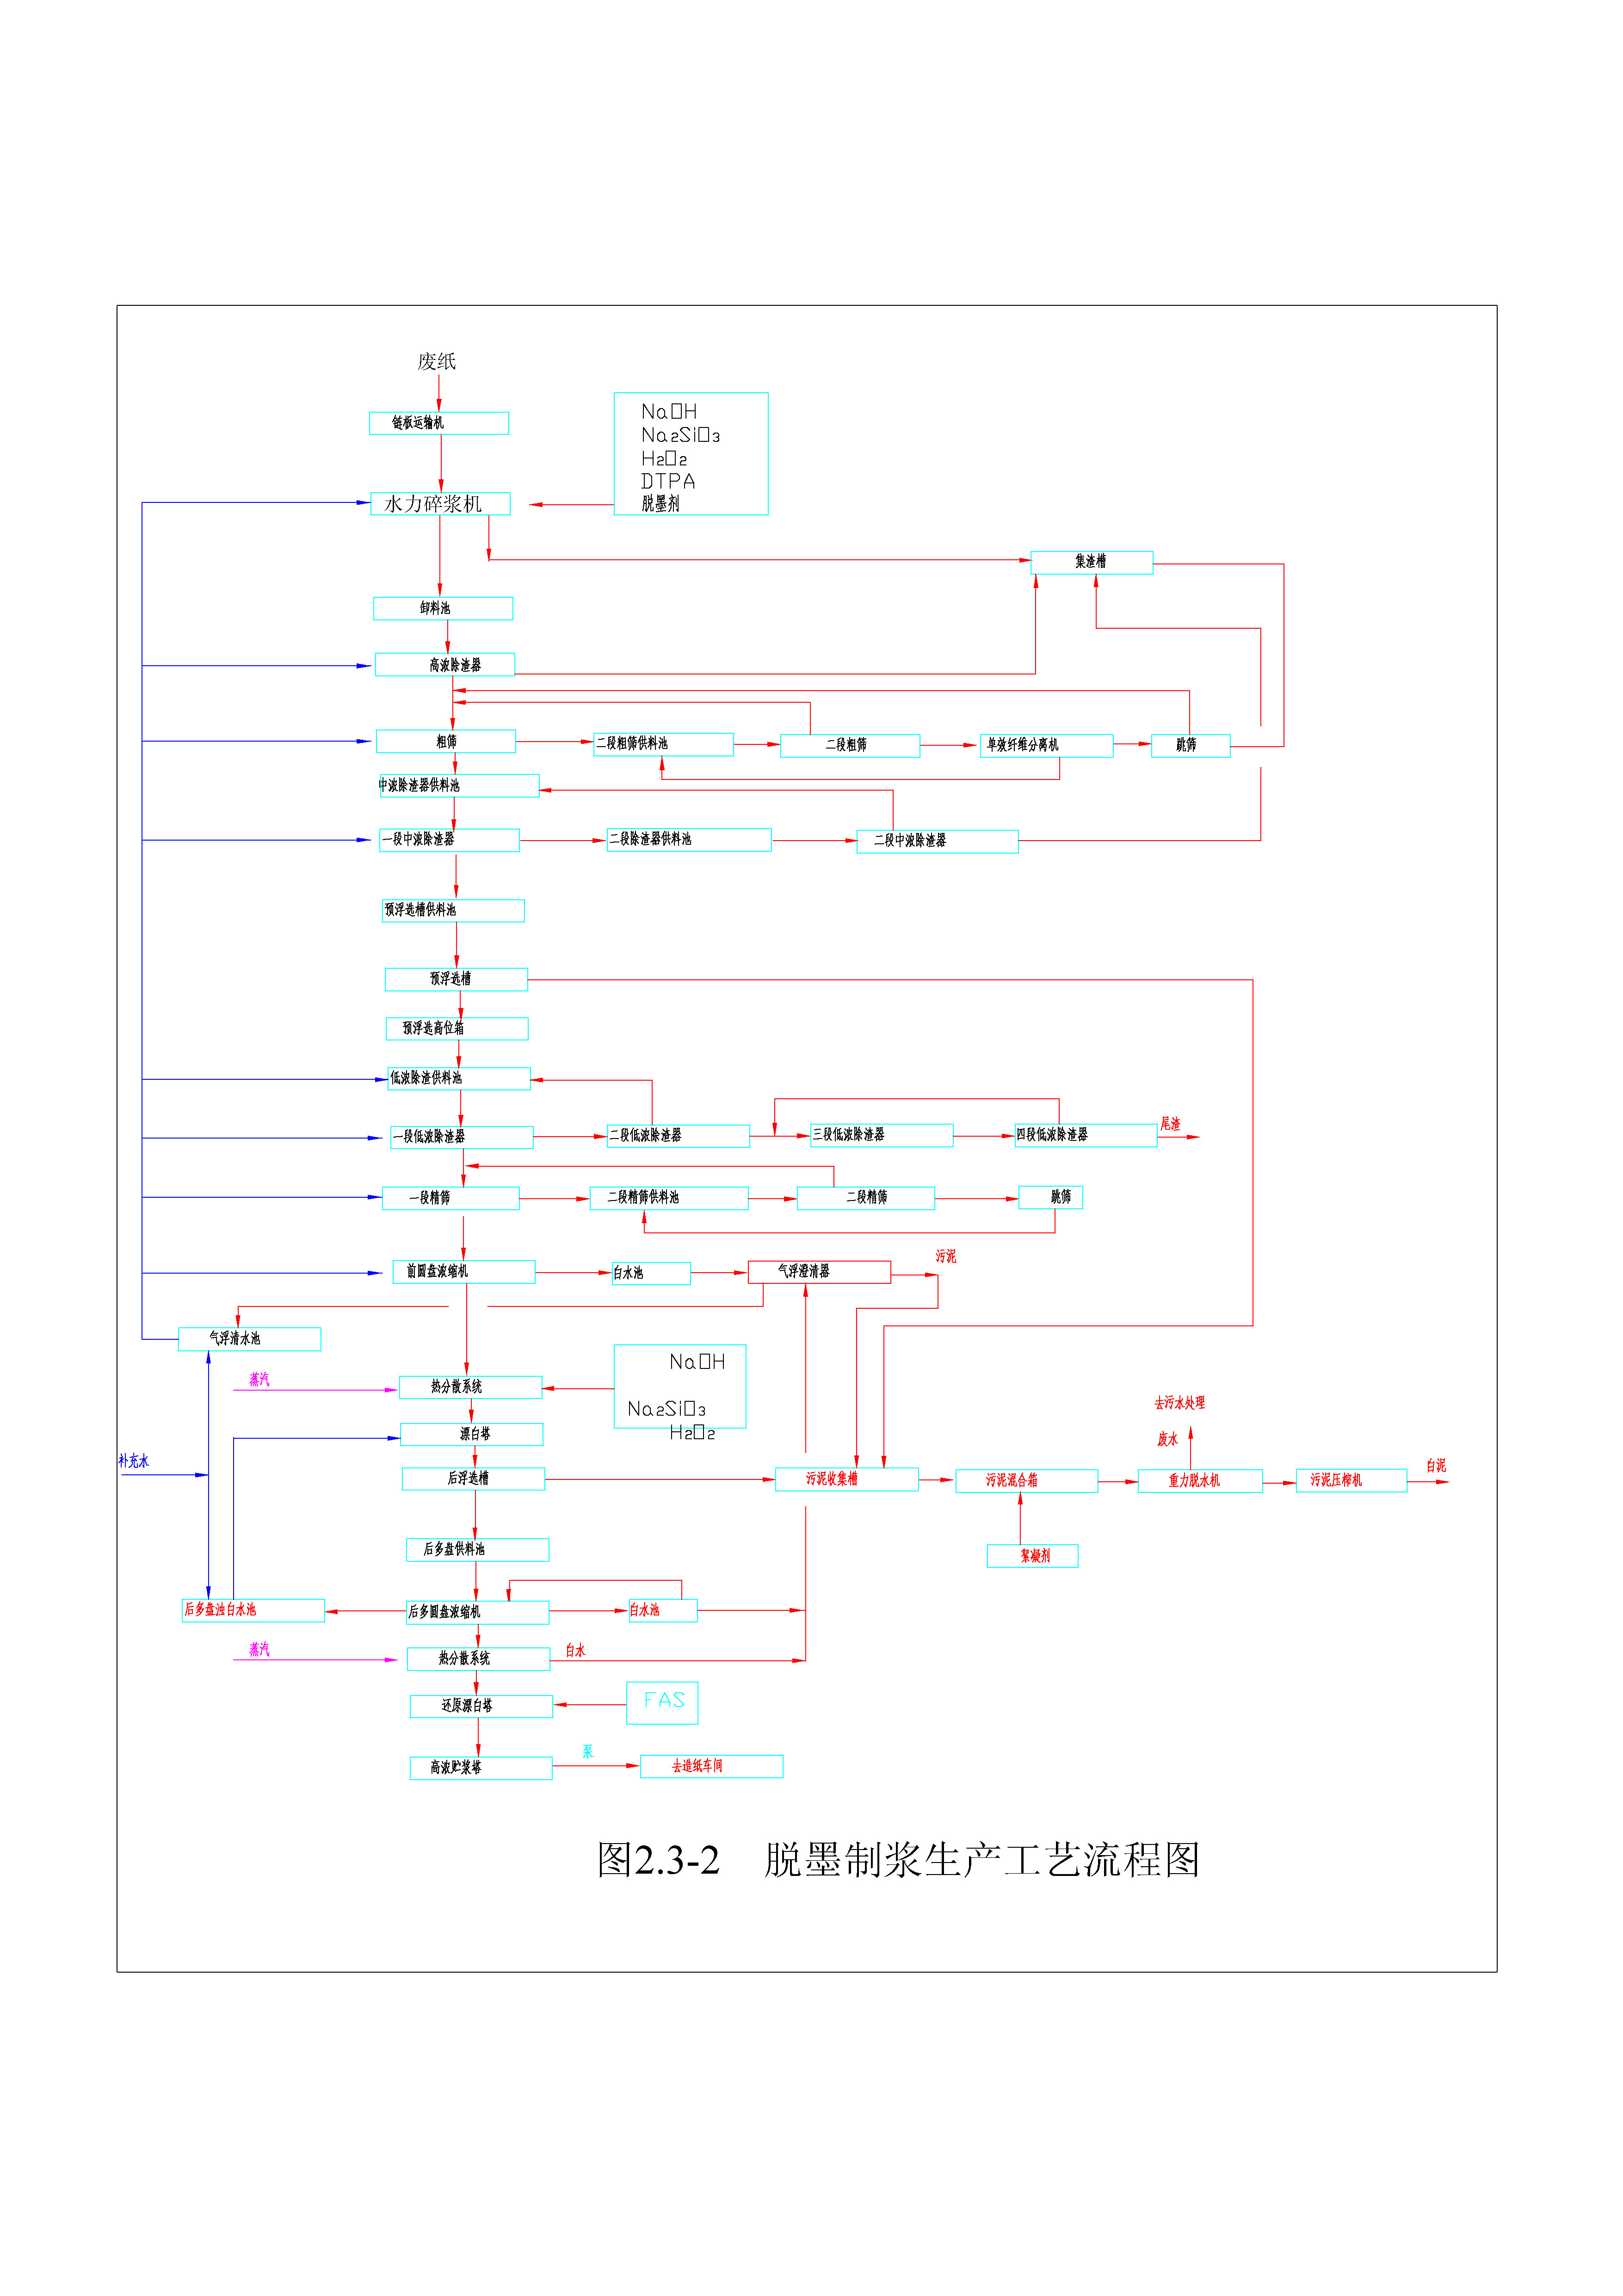 废纸
链板运输机
NaOH
Na2SiO3
H2O2
DTPA
脱墨剂
水力碎浆机
集渣槽
卸料池
高浓除渣器
粗筛
二段粗筛供料池
二段粗筛
单效纤维分离机
跳筛
中浓除渣器供料池
一段中浓除渣器
二段除渣器供料池
二段中浓除渣器
预浮选槽供料池
预浮选槽
预浮选高位箱
低浓除渣供料池
一段低浓除渣器
二段低浓除渣器
三段低浓除渣器
四段低浓除渣器
尾渣
一段精筛
二段精筛供料池
二段精筛
跳筛
前圆盘浓缩机
白水池
气浮澄清器
污泥
气浮清水池
NaOH
Na2SiO3
H2O2
蒸汽
热分散系统
漂白塔
补充水
后浮选槽
污泥收集槽
污泥混合箱
去污水处理
废水
重力脱水机
污泥压榨机
白泥
絮凝剂
后多盘供料池
后多盘浊白水池
后多圆盘浓缩机
白水池
蒸汽
热分散系统
白水
还原漂白塔
FAS
高浓贮浆塔
泵
去造纸车间
图2.3-2 脱墨制浆生产工艺流程图